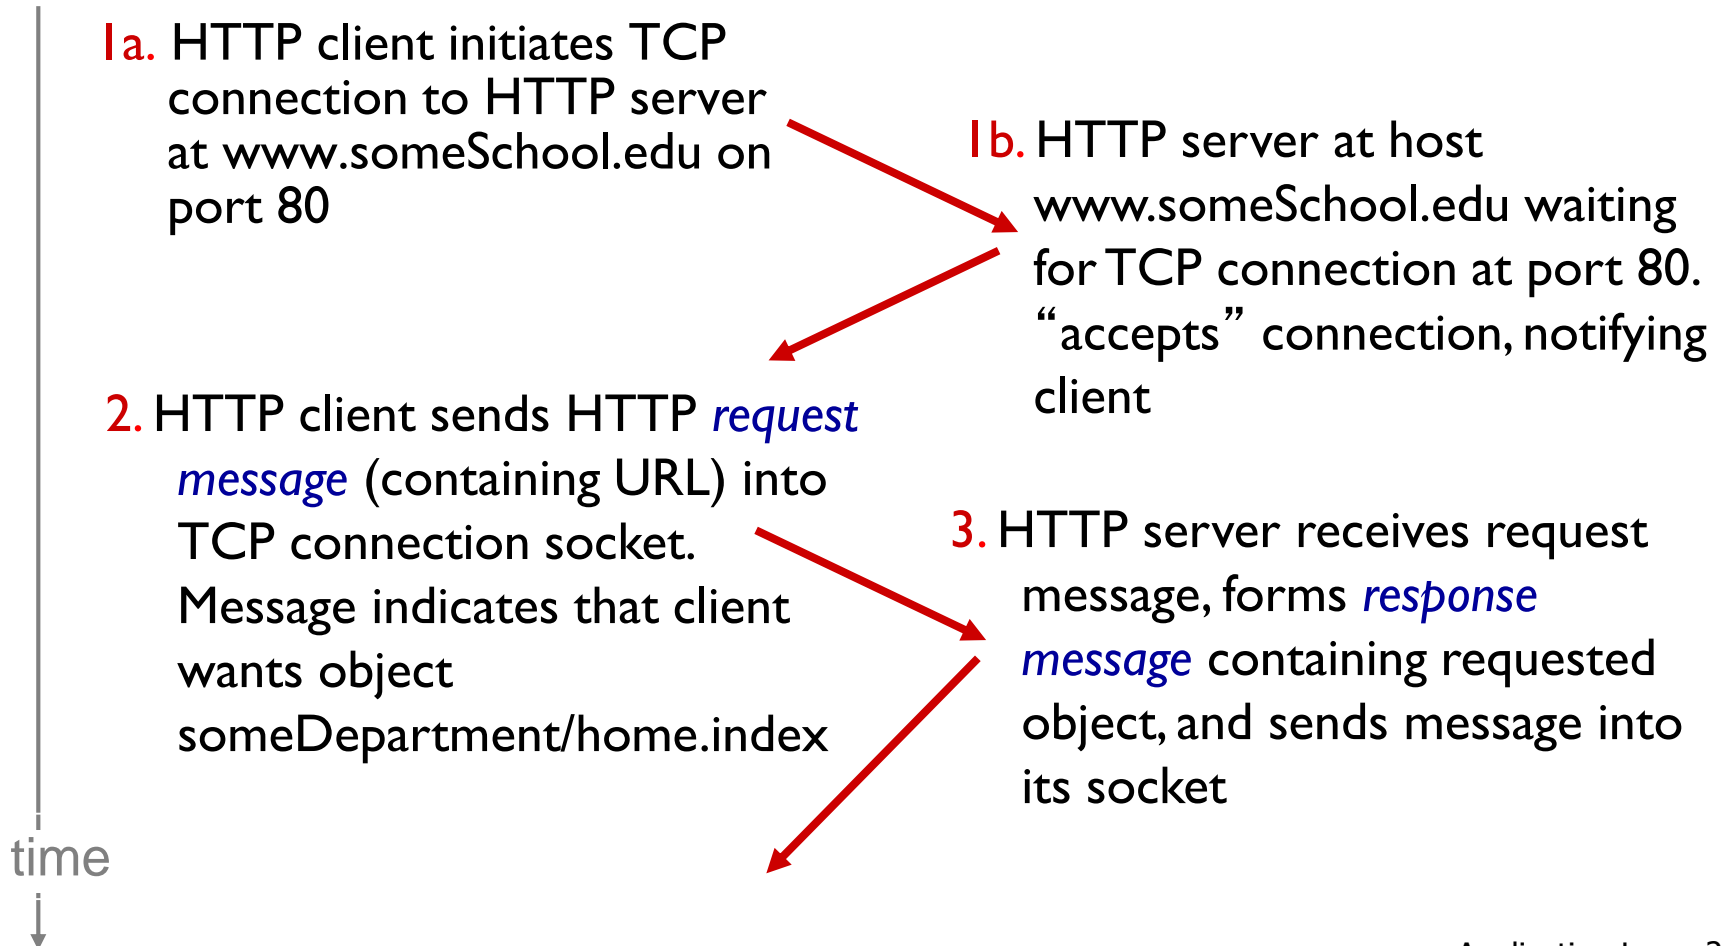 1a. HTTP client initiates TCP
connection to HTTP server
at www.someSchool.edu on
port 80
1b. HTTP server at host
www.someSchool.edu waiting
for TCP connection at port 80.
“accepts” connection, notifying
client
2. HTTP client sends HTTP request
message (containing URL) into
TCP connection socket.
Message indicates that client
wants object
someDepartment/home.index
3. HTTP server receives request
message, forms response
message containing requested
object, and sends message into
its socket
time